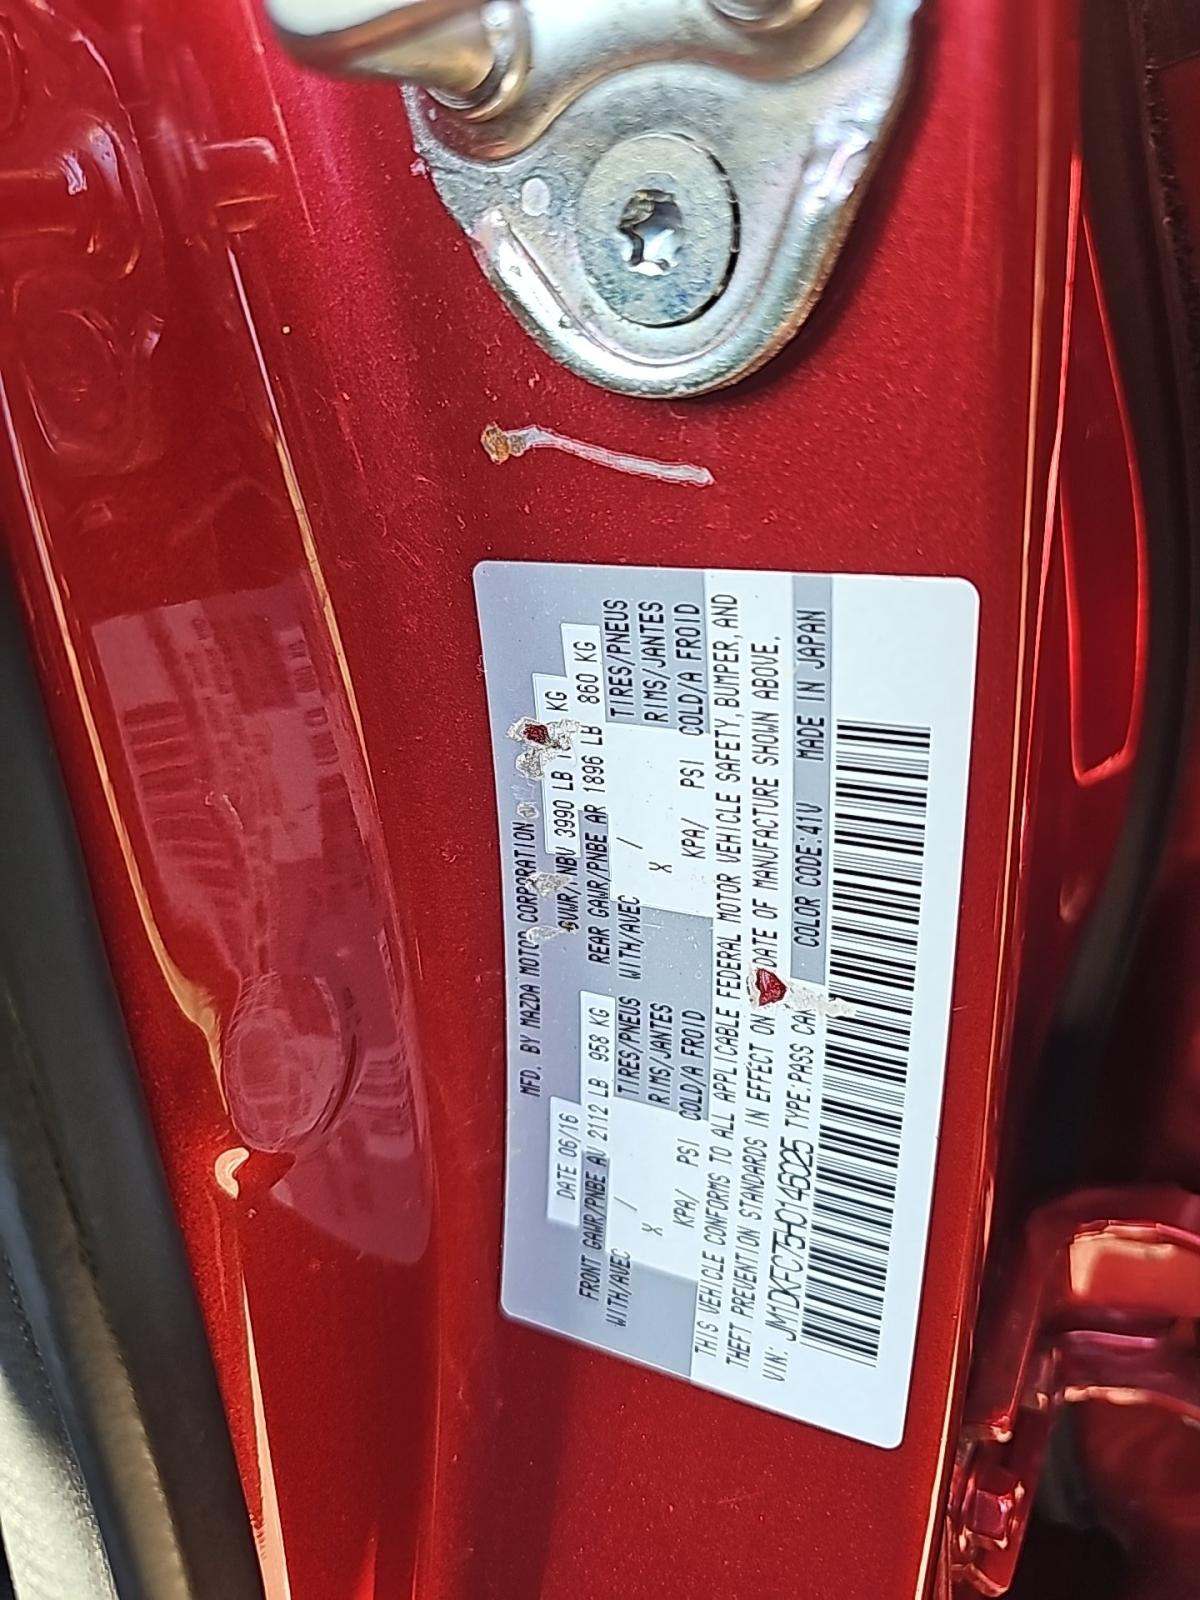 MFD. BY MAZDA MOTOR CORPORATION
DATE 06/16 GVWR/ NBV 3990 LB KG
FRONT GAWR/PNBE AV 2112 LB 958 KG REAR GAWR/PNBE AR 1896 LB 860 KG
WITH/AVEC / TIRES/PNEUS WITH/AVEC / TIRES/PNEUS
X RIMS/JANTES X RIMS/JANTES
KPA/ PSI COLD/A FROID KPA/ PSI COLD/A FROID
THIS VEHICLE CONFORMS TO ALL APPLICABLE FEDERAL MOTOR VEHICLE SAFETY, BUMPER, AND
THEFT PREVENTION STANDARDS IN EFFECT ON DATE OF MANUFACTURE SHOWN ABOVE.
VIN: JM1DKFC75H0146025 TYPE:PASS CAR COLOR CODE:41V MADE IN JAPAN